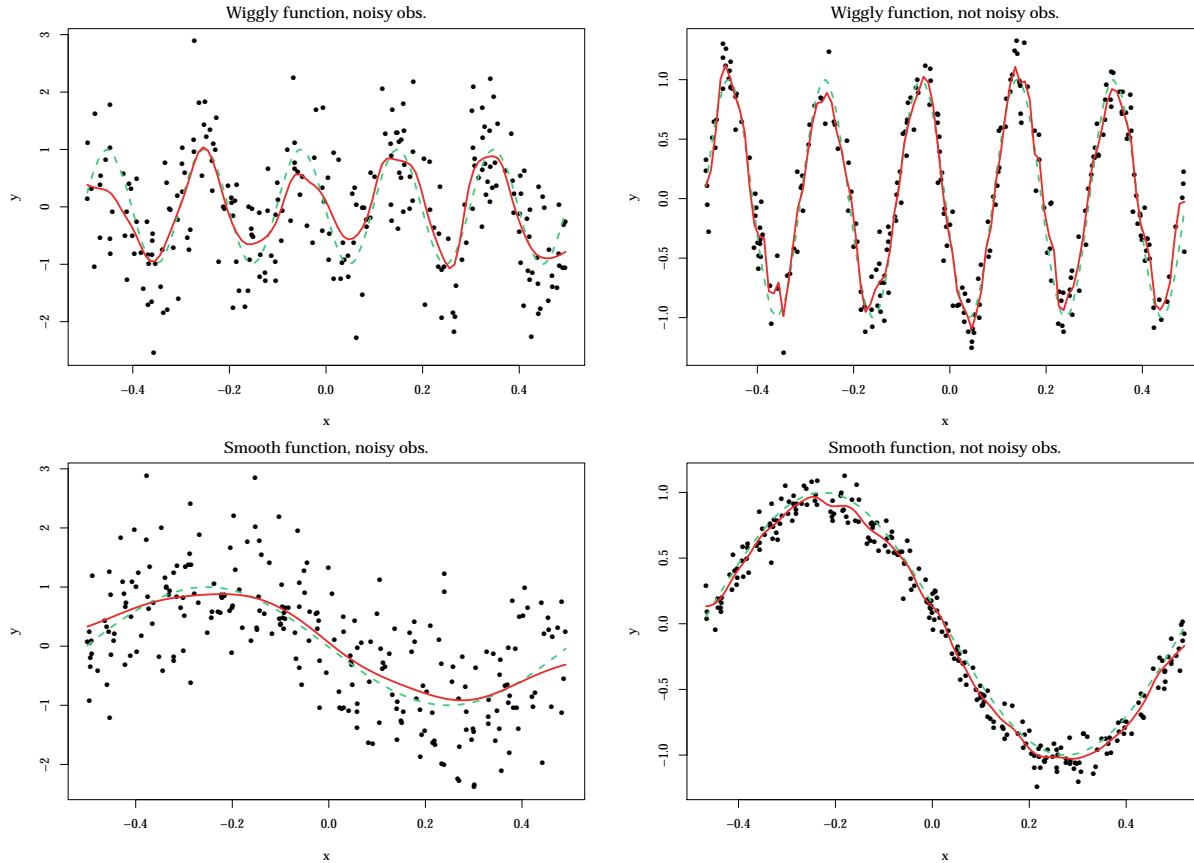 Wiggly function, noisy obs.
3
2
1
0
−1
−2
y
−0.4 −0.2 0.0 0.2 0.4
x
Wiggly function, not noisy obs.
1.0
0.5
0.0
−0.5
−1.0
y
−0.4 −0.2 0.0 0.2 0.4
x
Smooth function, noisy obs.
3
2
1
0
−1
−2
y
−0.4 −0.2 0.0 0.2 0.4
x
Smooth function, not noisy obs.
1.0
0.5
0.0
−0.5
−1.0
y
−0.4 −0.2 0.0 0.2 0.4
x